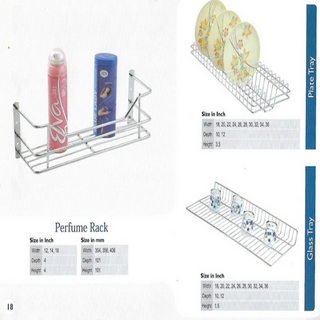 Eva
Perfume Rack
Size in Inch
Size in mm
Width 12, 14, 16
Width 304, 356, 406
Depth 4
Depth 101
Height 4
Height 101
18
Plate Tray
Size in Inch
Width 18, 20, 22, 24, 26, 28, 30, 32, 34, 36
Depth 10, 12
Height 3.5
Glass Tray
Size in Inch
Width 18, 20, 22, 24, 26, 28, 30, 32, 34, 36
Depth 10, 12
Height 1.5